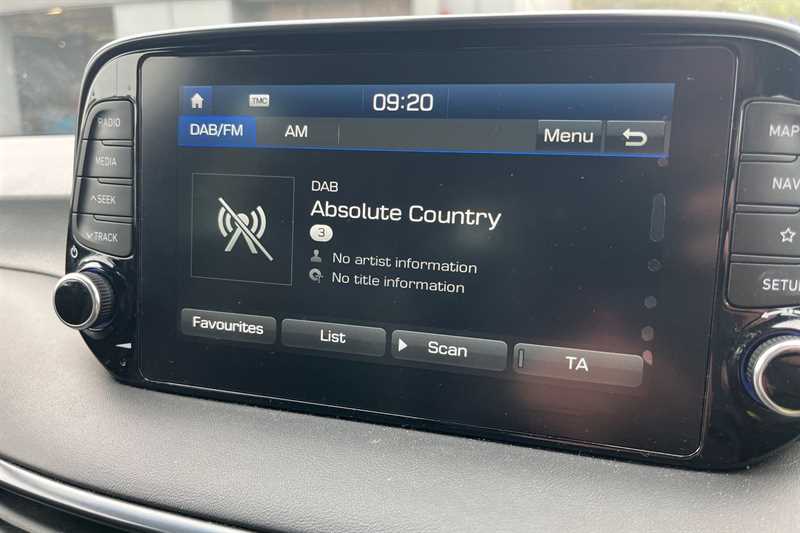 RADIO
MEDIA
SEEK
TRACK
TMC
09:20
DAB/FM
AM
Menu
DAB
Absolute Country
3
No artist information
No title information
Favourites
List
Scan
TA
MAP
NAV
SETUP